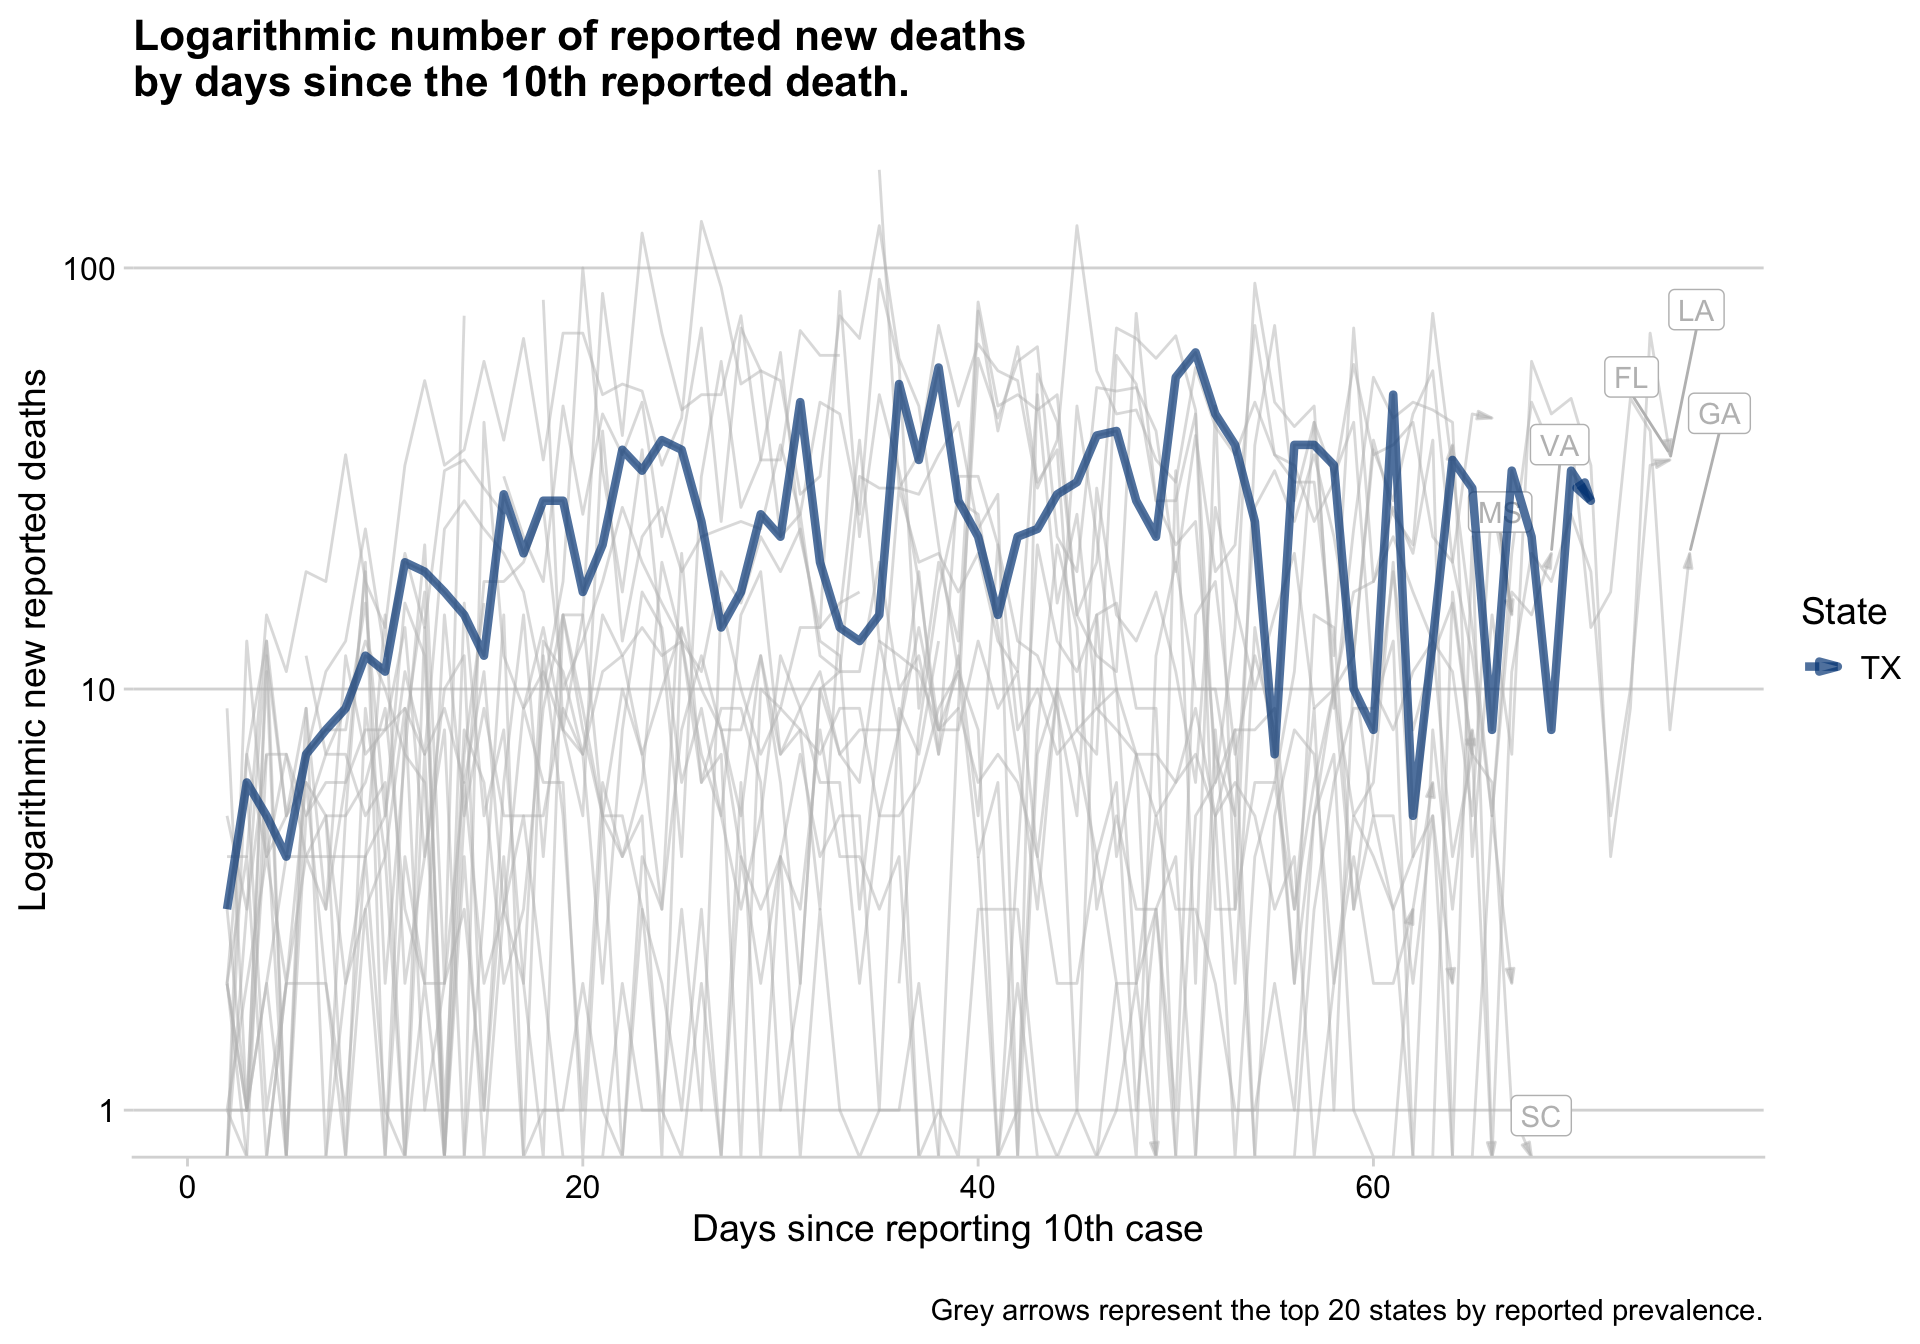 Logarithmic number of reported new deaths
by days since the 10th reported death.
Logarithmic new reported deaths
100
10
1
LA
FL
GA
VA
MS
SC
State
TX
0
20
40
60
Days since reporting 10th case
Grey arrows represent the top 20 states by reported prevalence.